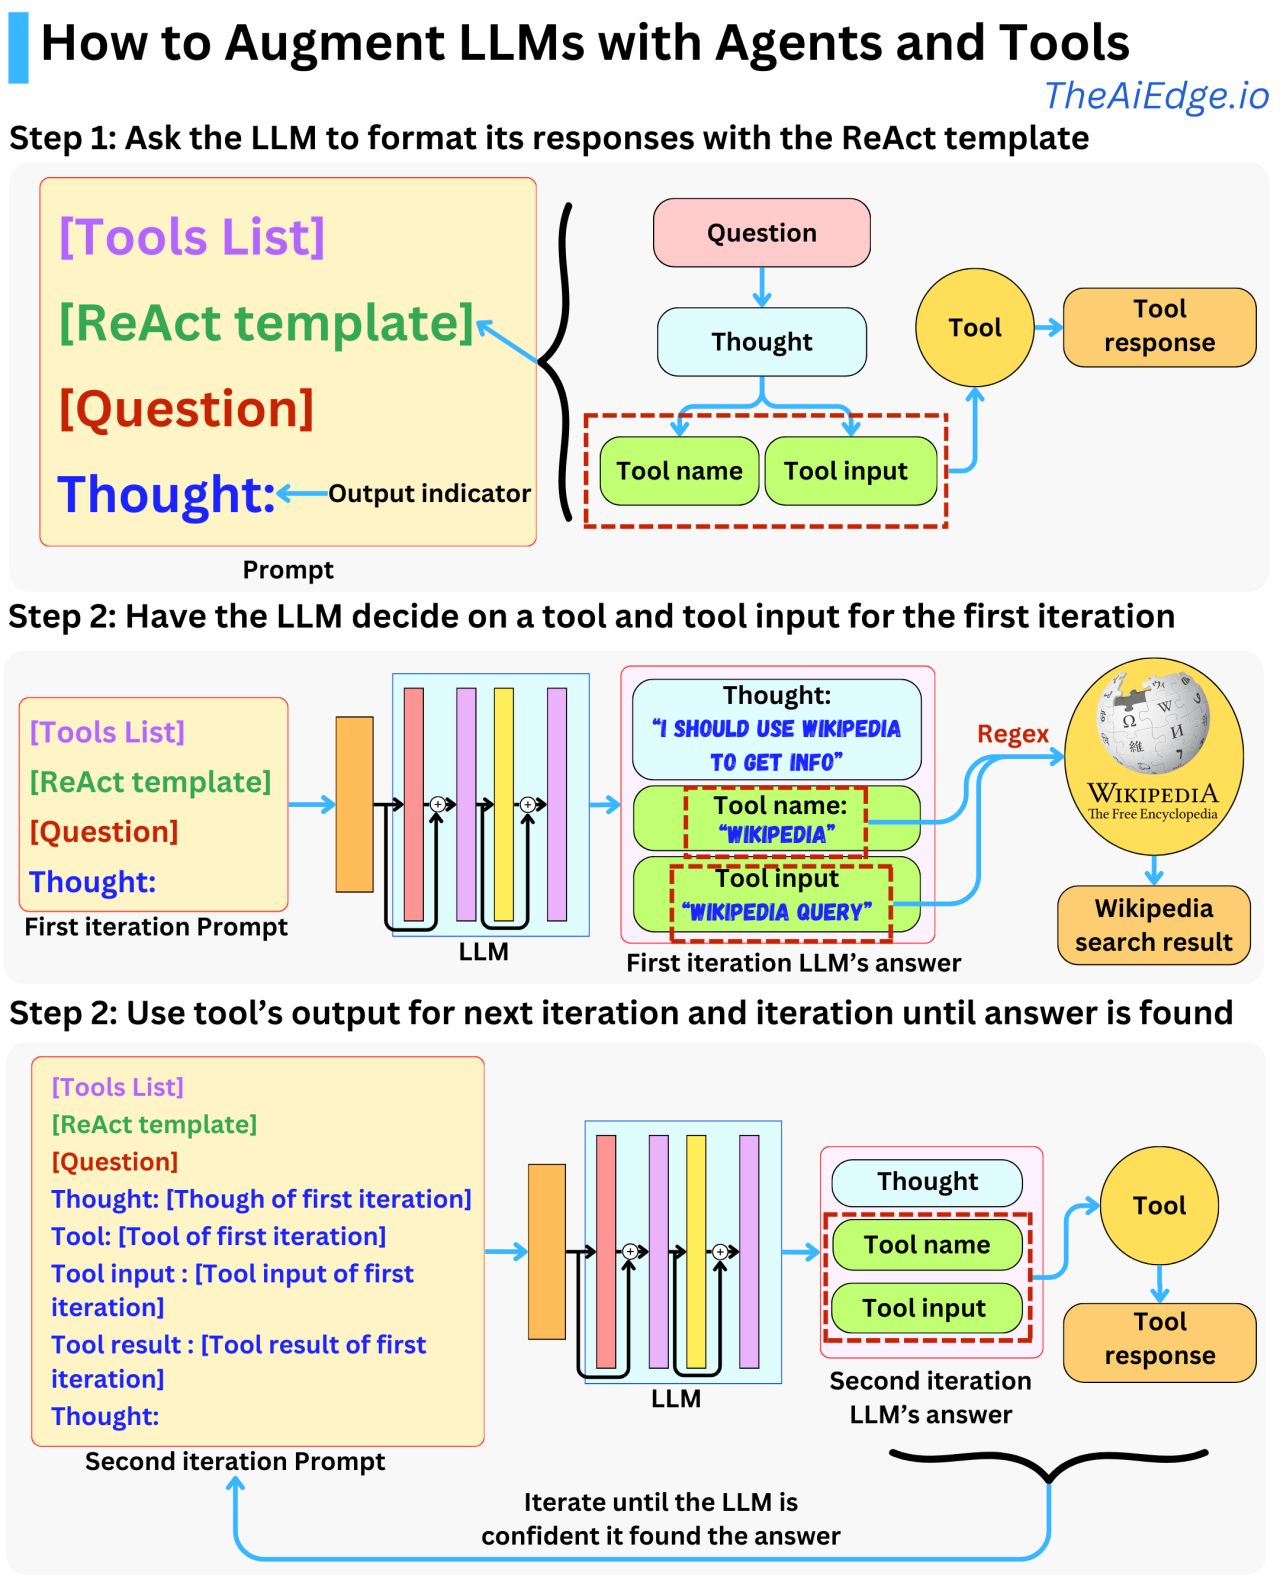 How to Augment LLMs with Agents and Tools
TheAiEdge.io
Step 1: Ask the LLM to format its responses with the ReAct template
[Tools List]
[ReAct template]
[Question]
Thought:
Output indicator
Prompt
Question
Thought
Tool name
Tool input
Tool
Tool
response
Step 2: Have the LLM decide on a tool and tool input for the first iteration
[Tools List]
[ReAct template]
[Question]
Thought:
First iteration Prompt
LLM
Thought:
“I SHOULD USE WIKIPEDIA
TO GET INFO”
Tool name:
“WIKIPEDIA”
Tool input
“WIKIPEDIA QUERY”
First iteration LLM’s answer
Regex
Ω
W
И
維
WIKIPEDIA
The Free Encyclopedia
Wikipedia
search result
Step 2: Use tool’s output for next iteration and iteration until answer is found
[Tools List]
[ReAct template]
[Question]
Thought: [Though of first iteration]
Tool: [Tool of first iteration]
Tool input : [Tool input of first
iteration]
Tool result : [Tool result of first
iteration]
Thought:
Second iteration Prompt
LLM
Thought
Tool name
Tool input
Second iteration
LLM’s answer
Tool
Tool
response
Iterate until the LLM is
confident it found the answer